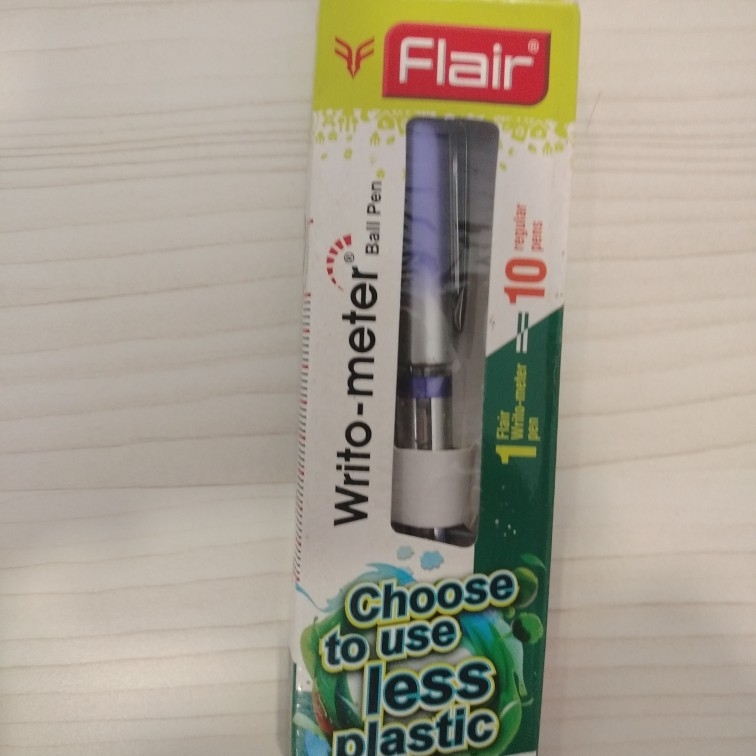 Flair®
Writo-meter®
Ball Pen
1 Flair
Writo-meter
pen
= 10 regular
pens
Choose
to use
less
plastic